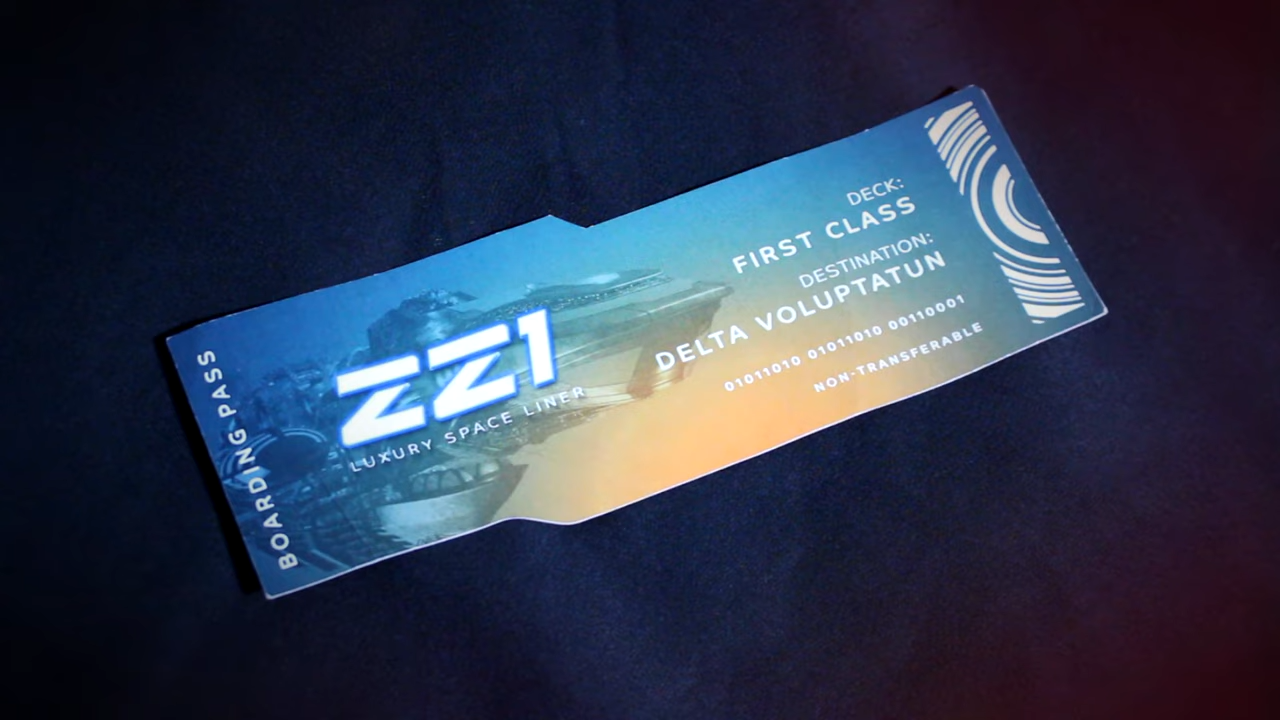 BOARDING PASS
ZZ1
LUXURY SPACE LINER
DECK:
FIRST CLASS
DESTINATION:
DELTA VOLUPTATUN
01011010 01011010 00110001
NON-TRANSFERABLE